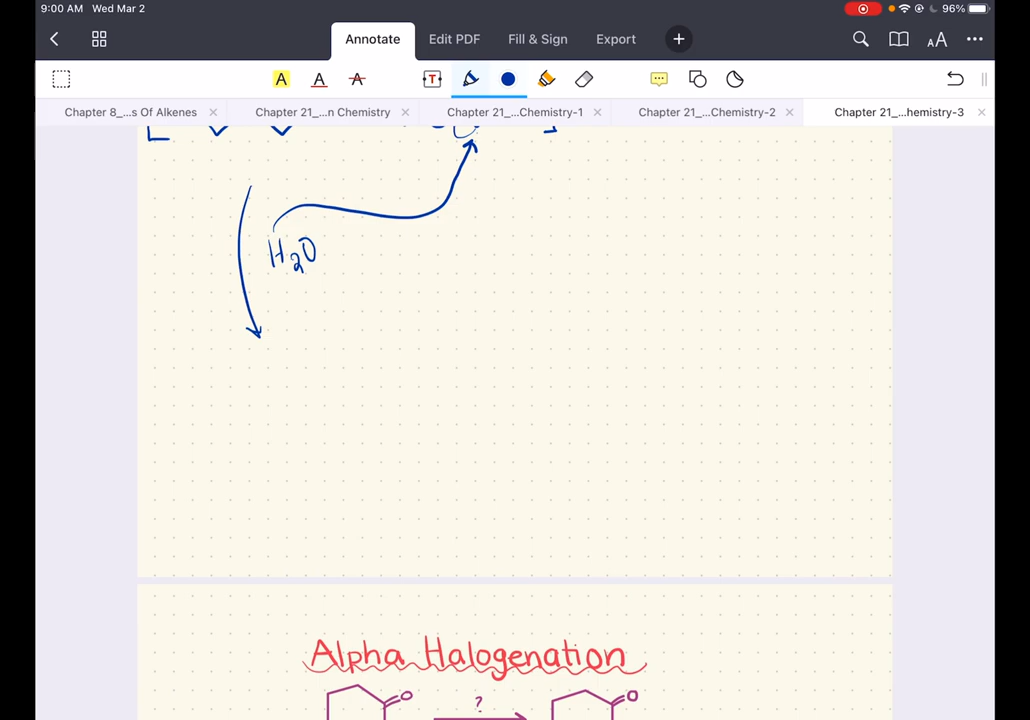 9:00 AM Wed Mar 2
96%
Annotate Edit PDF Fill & Sign Export +
AA
A A A T
Chapter 8_...s Of Alkenes × Chapter 21_...n Chemistry × Chapter 21_...Chemistry-1 × Chapter 21_...Chemistry-2 × Chapter 21_...hemistry-3 ×
H2O
Alpha Halogenation
O ? O